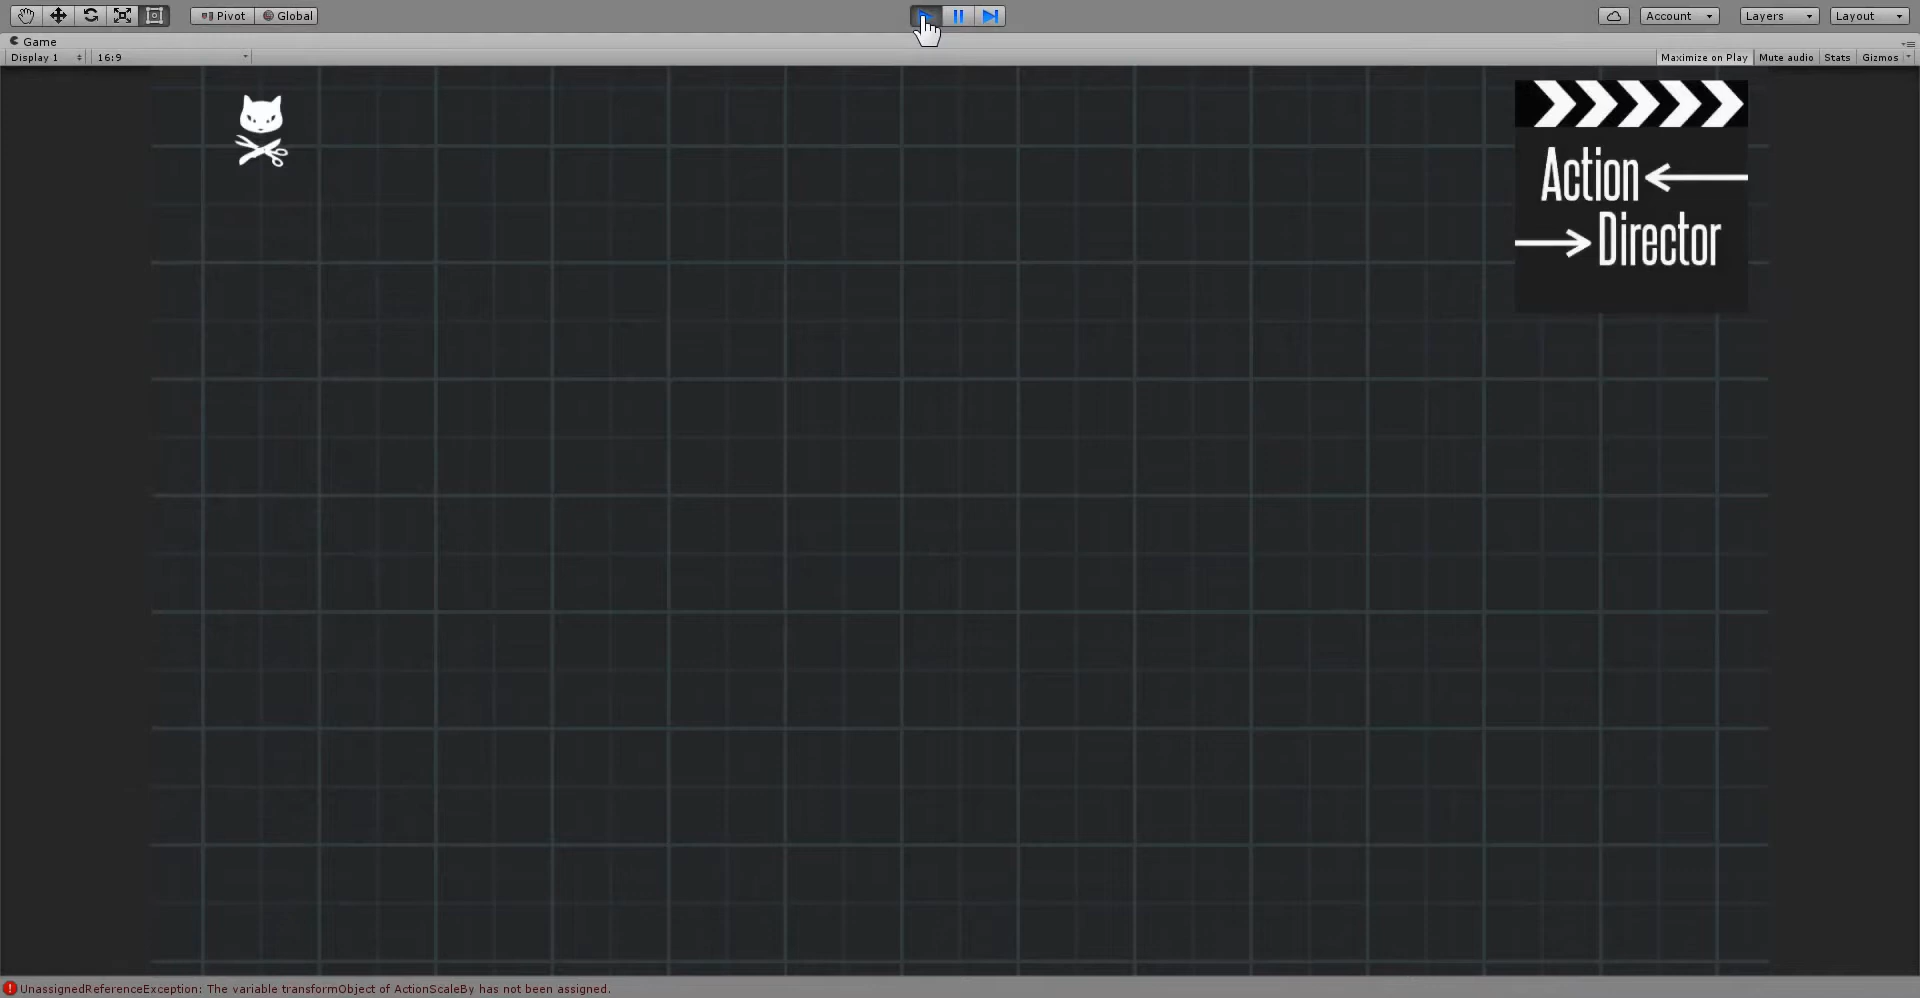 Pivot Global Account Layers Layout
Game
Display 1 16:9 Maximize on Play Mute audio Stats Gizmos
Action
Director
UnassignedReferenceException: The variable transformObject of ActionScaleBy has not been assigned.